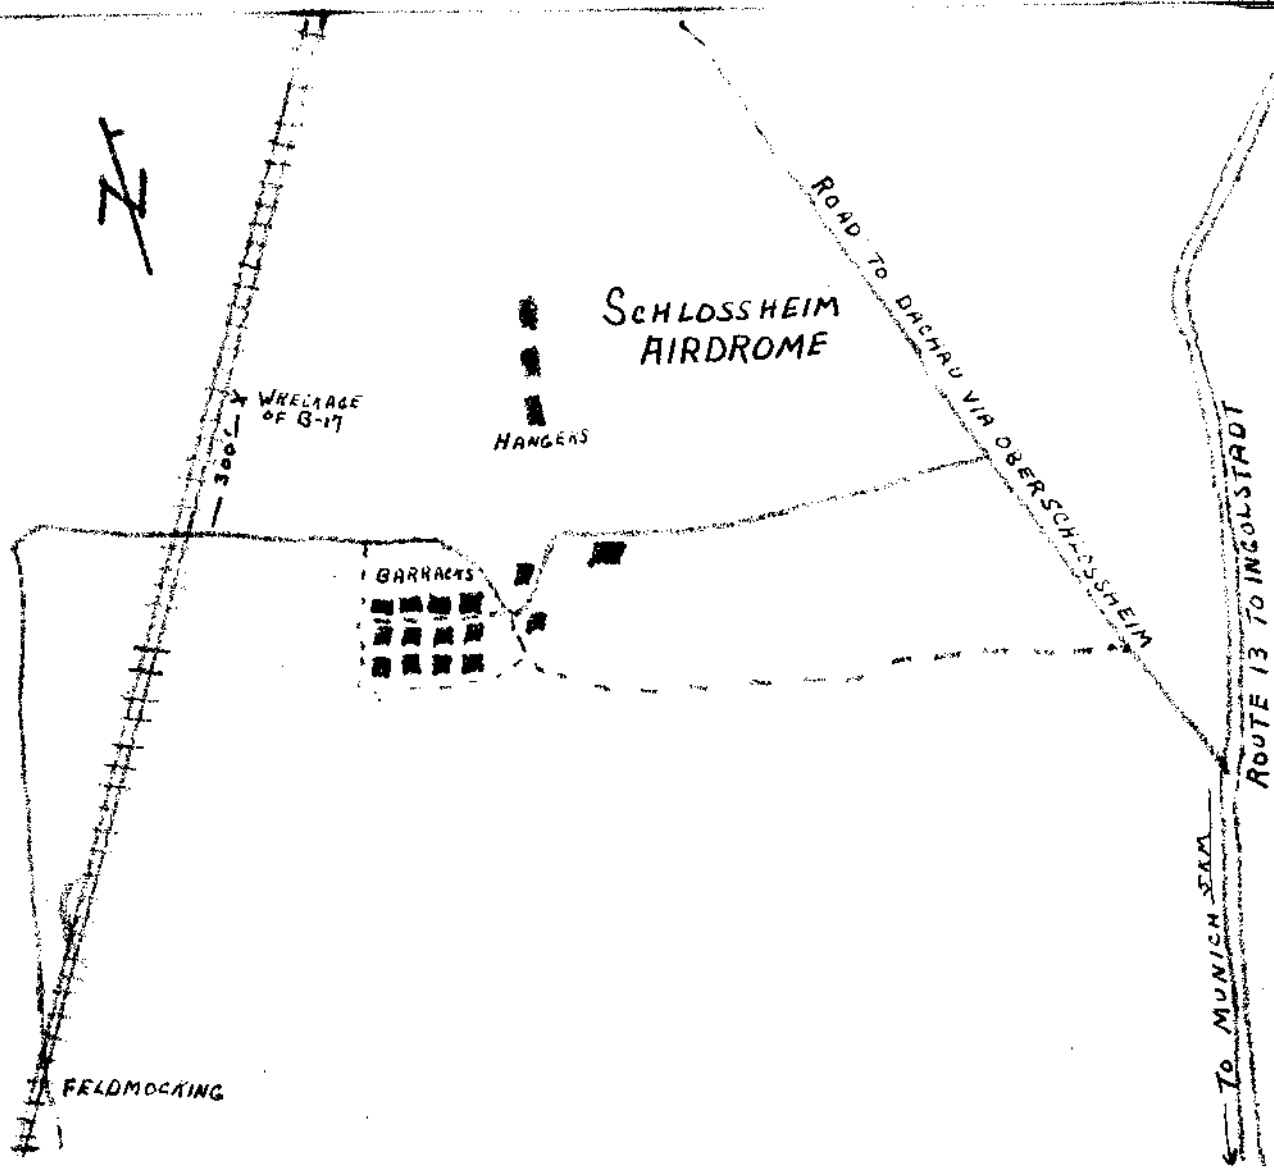 N
ROAD TO DACHAU VIA OBERSCHLOSSHEIM
SCHLOSSHEIM
AIRDROME
WRECKAGE
OF B-17
300'
HANGERS
BARRACKS
ROUTE 13 TO INGOLSTADT
TO MUNICH 5KM
FELDMOCKING